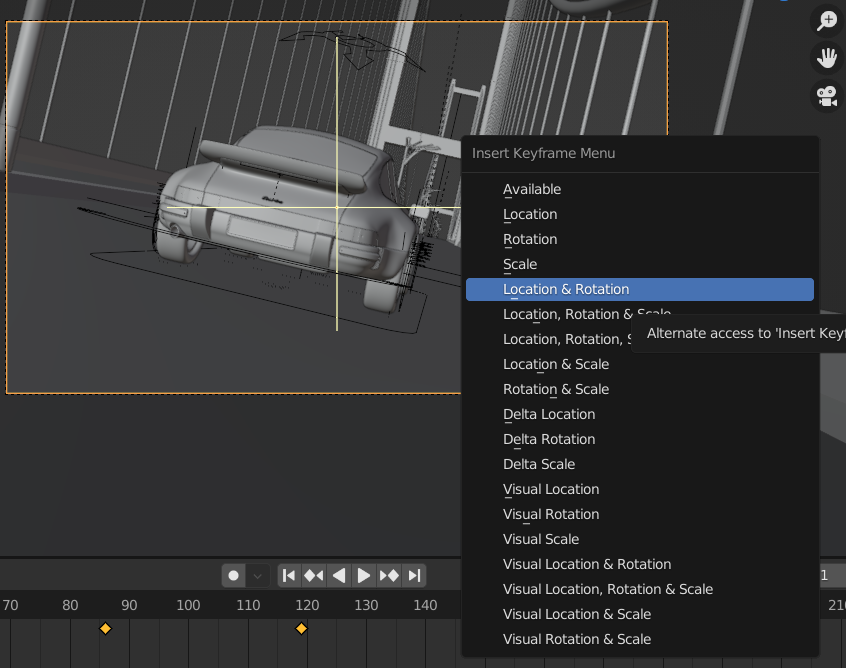 Insert Keyframe Menu
Available
Location
Rotation
Scale
Location & Rotation
Location, Rotation & Scale
Location, Rotation, S
Alternate access to 'Insert Keyf
Location & Scale
Rotation & Scale
Delta Location
Delta Rotation
Delta Scale
Visual Location
Visual Rotation
Visual Scale
Visual Location & Rotation
Visual Location, Rotation & Scale
Visual Location & Scale
Visual Rotation & Scale
1
70 80 90 100 110 120 130 140 210